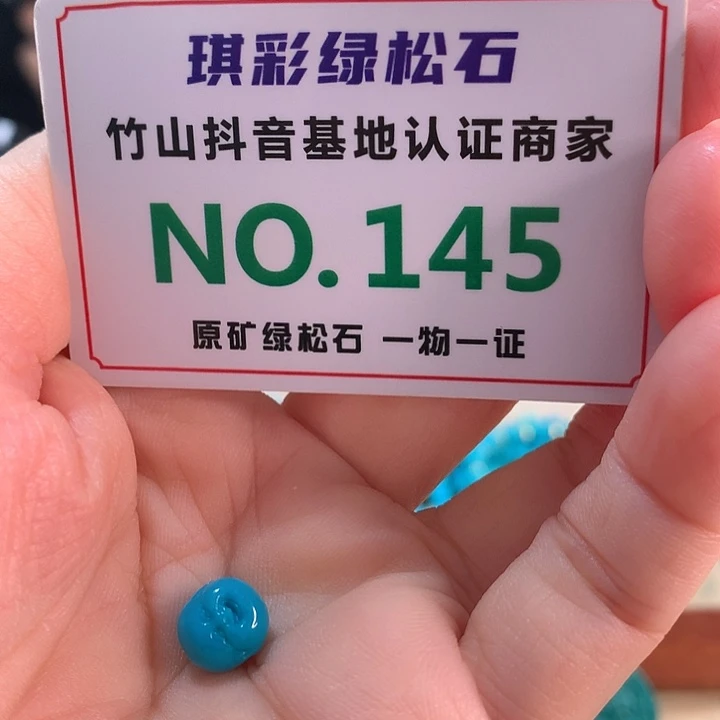 琪彩绿松石
竹山抖音基地认证商家
NO.145
原矿绿松石 一物一证